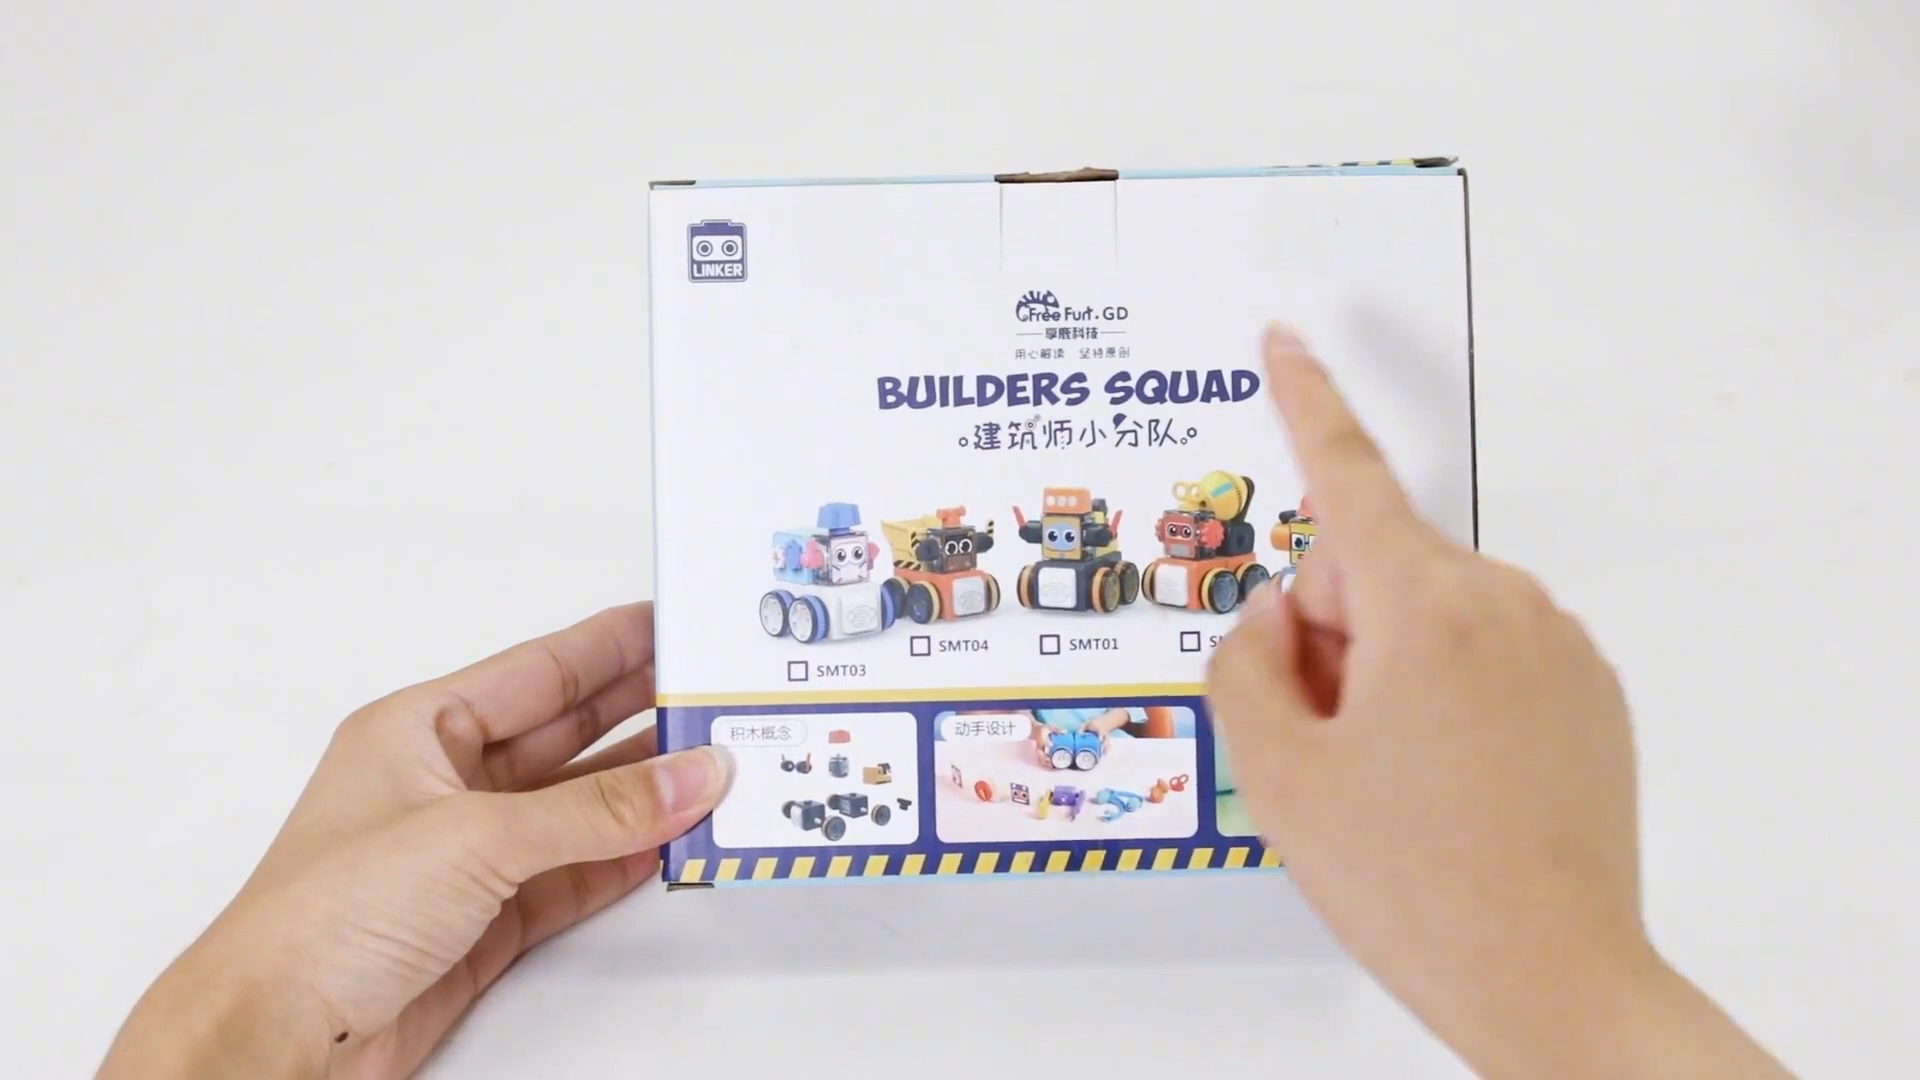 LINKER
Free Fun.GD
享鹿科技
用心解读 坚持原创
BUILDERS SQUAD
建筑师小分队
SMT04
SMT01
SMT03
积木概念
动手设计